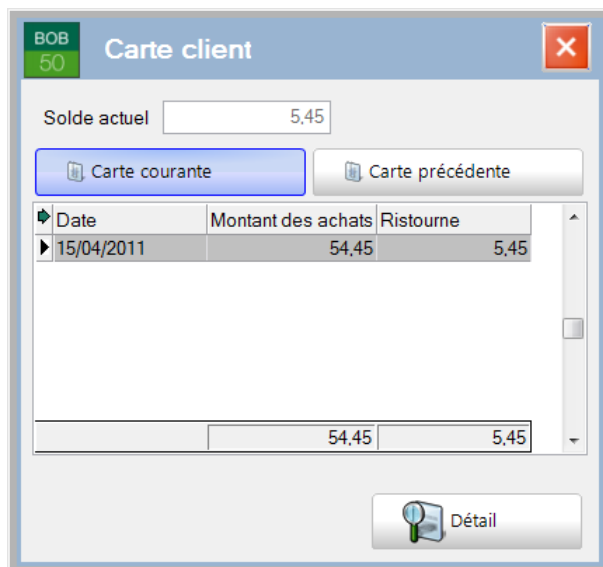 BOB
50
Carte client
Solde actuel 5,45
Carte courante Carte précédente
Date Montant des achats Ristourne
15/04/2011 54,45 5,45
54,45 5,45
Détail